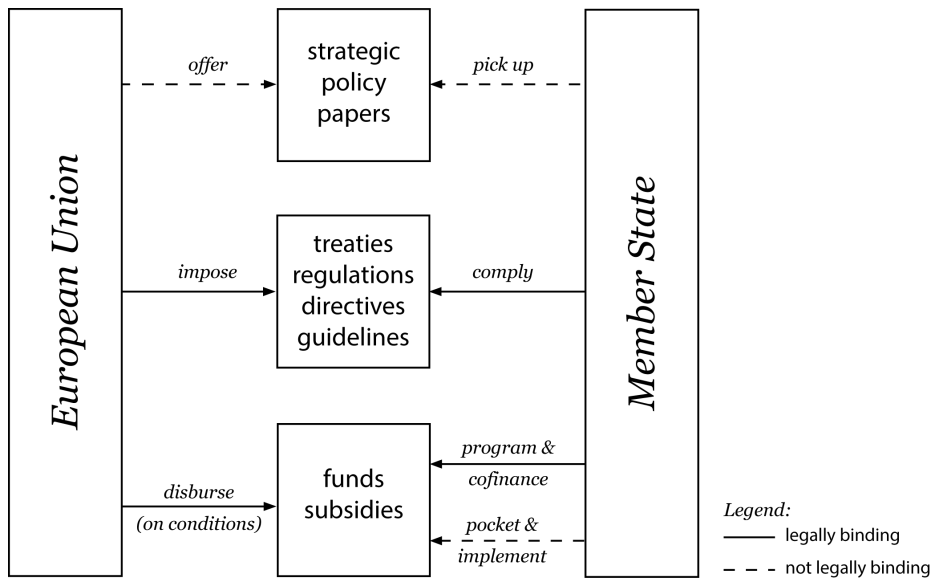 European Union
offer
strategic
policy
papers
pick up
Member State
impose
treaties
regulations
directives
guidelines
comply
disburse
(on conditions)
funds
subsidies
program &
cofinance
pocket &
implement
Legend:
legally binding
not legally binding